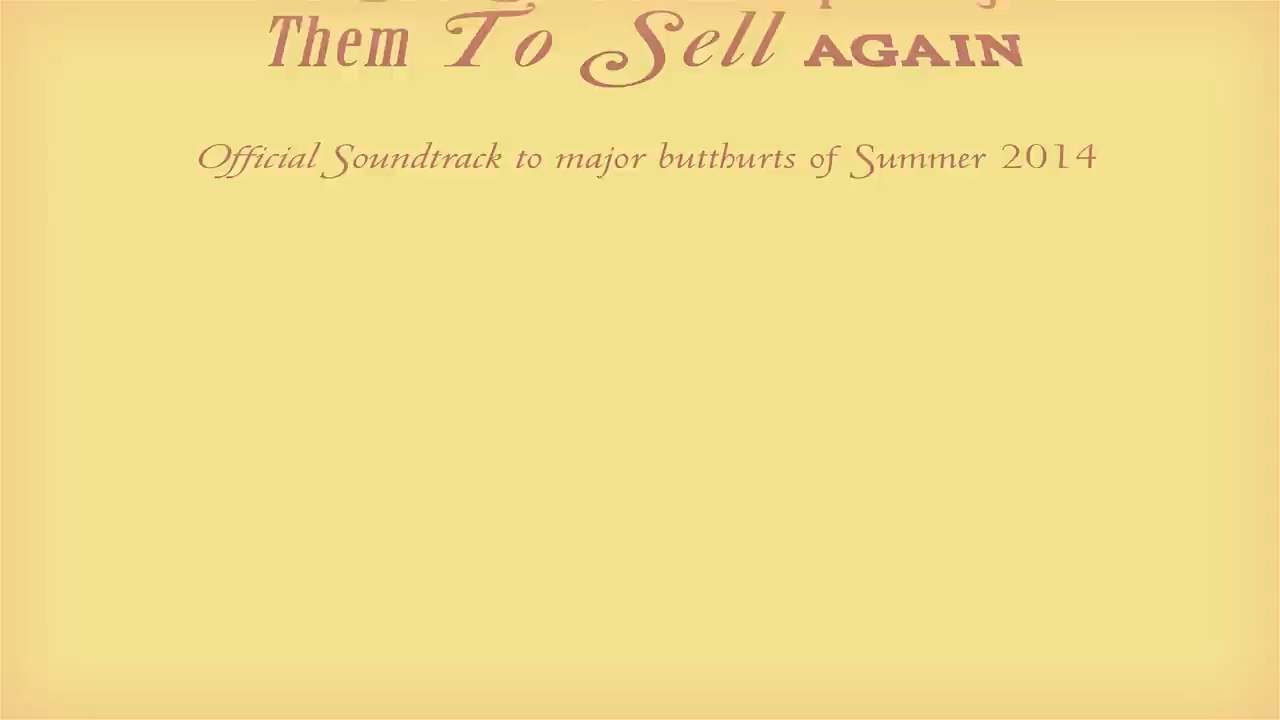 Them To Sell AGAIN
Official Soundtrack to major butthurts of Summer 2014